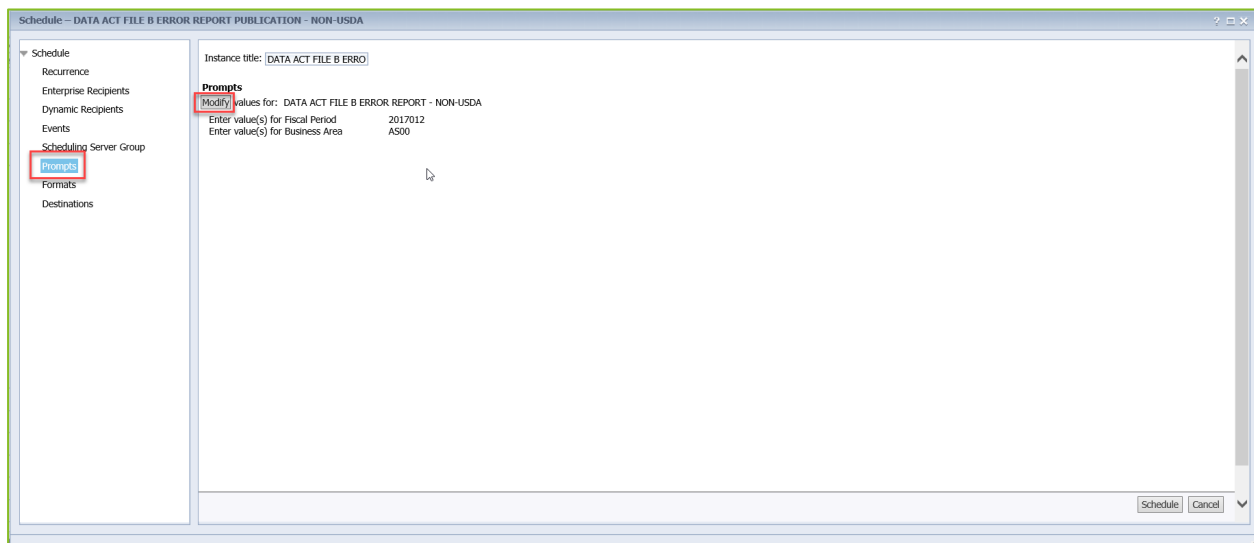 Schedule – DATA ACT FILE B ERROR REPORT PUBLICATION - NON-USDA
?
Schedule
Recurrence
Enterprise Recipients
Dynamic Recipients
Events
Scheduling Server Group
Prompts
Formats
Destinations
Instance title: DATA ACT FILE B ERRO
Prompts
Modify values for: DATA ACT FILE B ERROR REPORT - NON-USDA
Enter value(s) for Fiscal Period 2017012
Enter value(s) for Business Area AS00
Schedule Cancel